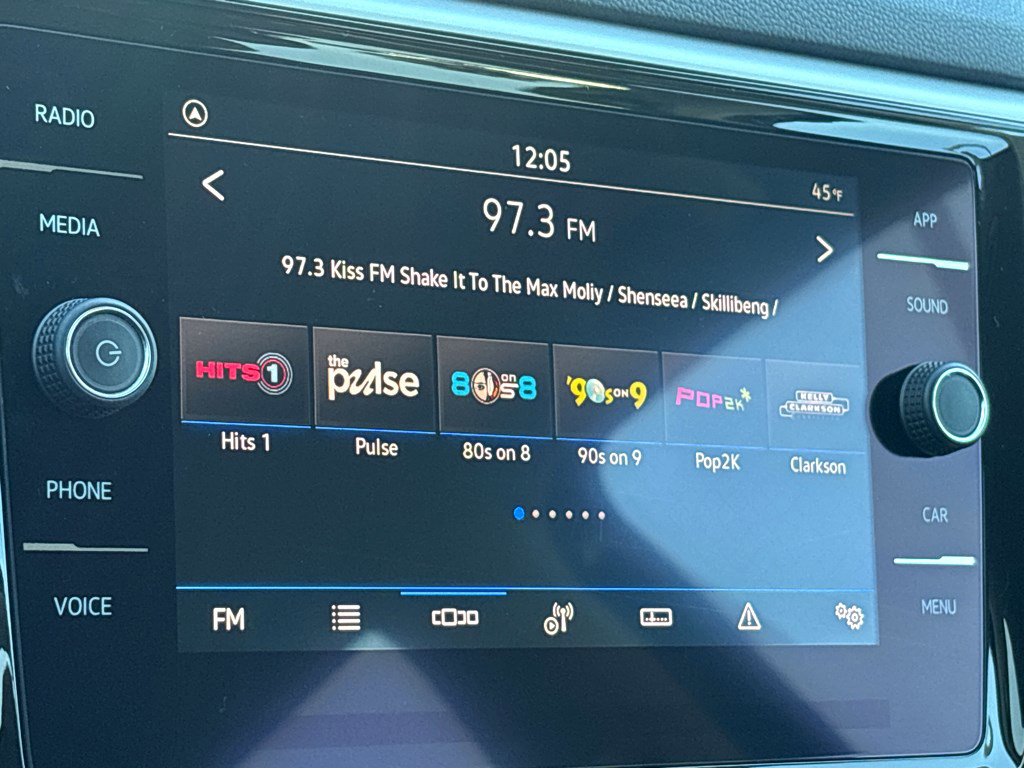 RADIO
MEDIA
PHONE
VOICE
12:05
45°F
97.3 FM
97.3 Kiss FM Shake It To The Max Moliy / Shenseea / Skillibeng /
HITS 1
the pulse
80s on 8
'90s ON 9
POP2K
KELLY CLARKSON
Hits 1
Pulse
80s on 8
90s on 9
Pop2K
Clarkson
FM
APP
SOUND
CAR
MENU